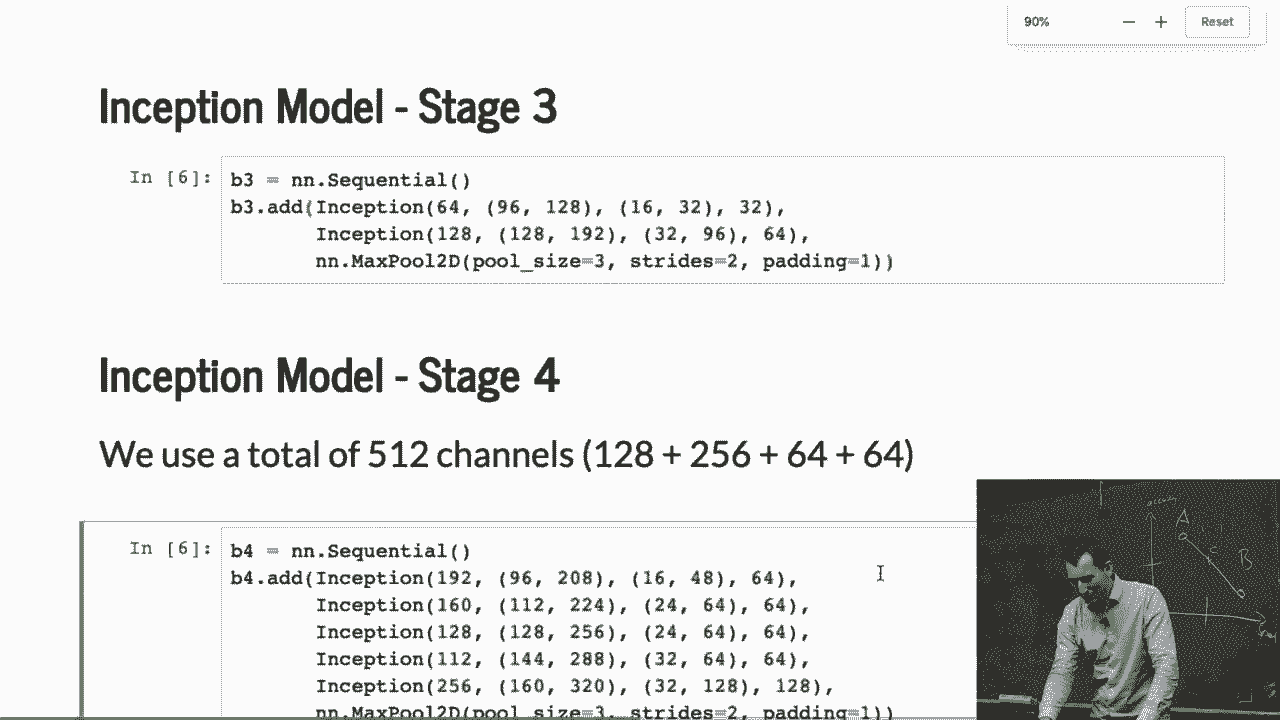 90% − + Reset
Inception Model - Stage 3
In [6]: b3 = nn.Sequential()
b3.add(Inception(64, (96, 128), (16, 32), 32),
Inception(128, (128, 192), (32, 96), 64),
nn.MaxPool2D(pool_size=3, strides=2, padding=1))
Inception Model - Stage 4
We use a total of 512 channels (128 + 256 + 64 + 64)
In [6]: b4 = nn.Sequential()
b4.add(Inception(192, (96, 208), (16, 48), 64),
Inception(160, (112, 224), (24, 64), 64),
Inception(128, (128, 256), (24, 64), 64),
Inception(112, (144, 288), (32, 64), 64),
Inception(256, (160, 320), (32, 128), 128),
nn.MaxPool2D(pool_size=3, strides=2, padding=1))
A
B